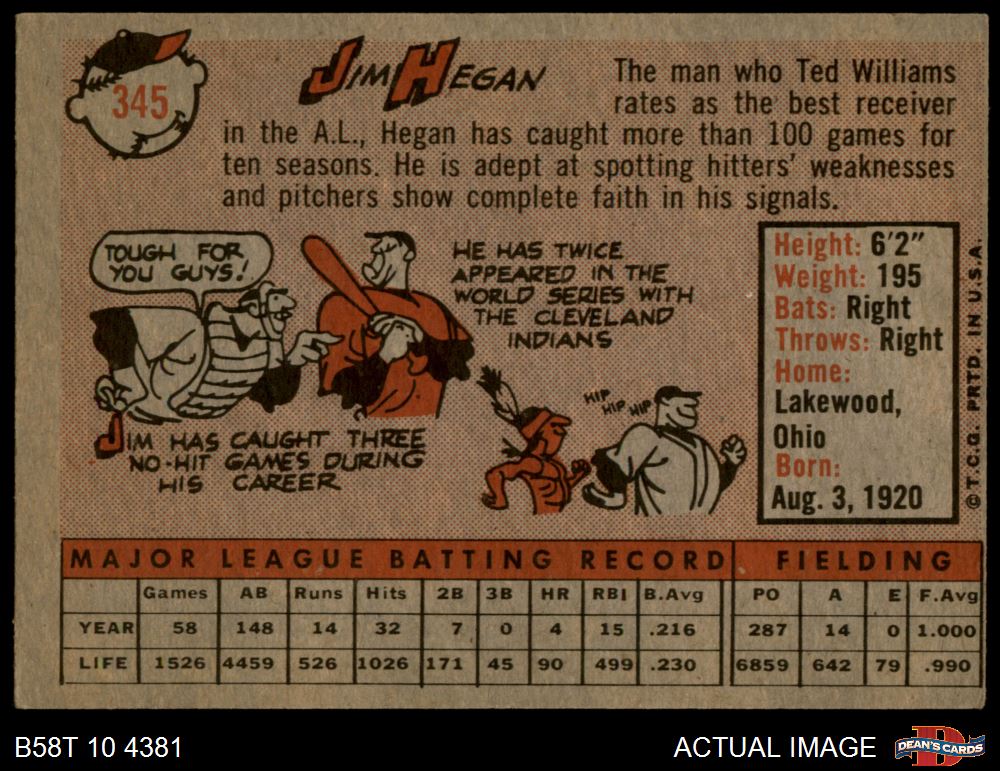 345
JIM HEGAN
The man who Ted Williams
rates as the best receiver
in the A.L., Hegan has caught more than 100 games for
ten seasons. He is adept at spotting hitters' weaknesses
and pitchers show complete faith in his signals.
TOUGH FOR
YOU GUYS!
HE HAS TWICE
APPEARED IN THE
WORLD SERIES WITH
THE CLEVELAND
INDIANS
JIM HAS CAUGHT THREE
NO-HIT GAMES DURING
HIS CAREER
HIP HIP HIP
Height: 6'2"
Weight: 195
Bats: Right
Throws: Right
Home:
Lakewood,
Ohio
Born:
Aug. 3, 1920
©T.C.G. PRTD. IN U.S.A.
MAJOR LEAGUE BATTING RECORD FIELDING
Games AB Runs Hits 2B 3B HR RBI B.Avg PO A E F.Avg
YEAR 58 148 14 32 7 0 4 15 .216 287 14 0 1.000
LIFE 1526 4459 526 1026 171 45 90 499 .230 6859 642 79 .990
B58T 10 4381
ACTUAL IMAGE
D
DEAN'S CARDS